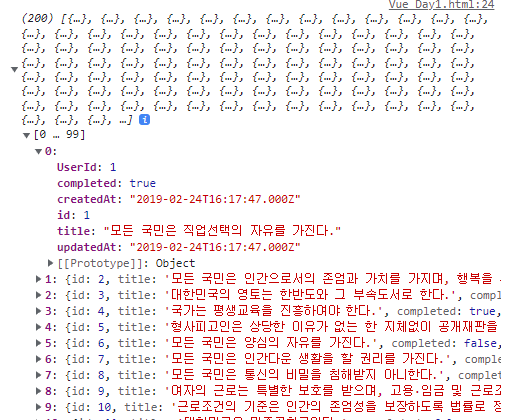 Vue Day1.html:24
(200) [{…}, {…}, {…}, {…}, {…}, {…}, {…}, {…}, {…}, {…}, {…}, {…}, {…},
{…}, {…}, {…}, {…}, {…}, {…}, {…}, {…}, {…}, {…}, {…}, {…}, {…}, {…},
{…}, {…}, {…}, {…}, {…}, {…}, {…}, {…}, {…}, {…}, {…}, {…}, {…}, {…},
{…}, {…}, {…}, {…}, {…}, {…}, {…}, {…}, {…}, {…}, {…}, {…}, {…}, {…},
{…}, {…}, {…}, {…}, {…}, {…}, {…}, {…}, {…}, {…}, {…}, {…}, {…}, {…},
{…}, {…}, {…}, {…}, {…}, {…}, {…}, {…}, {…}, {…}, {…}, {…}, {…}, {…},
{…}, {…}, {…}, {…}, {…}, {…}, {…}, {…}, {…}, {…}, {…}, {…}, {…}, {…},
{…}, {…}, {…}, …] i
[0 … 99]
0:
UserId: 1
completed: true
createdAt: "2019-02-24T16:17:47.000Z"
id: 1
title: "모든 국민은 직업선택의 자유를 가진다."
updatedAt: "2019-02-24T16:17:47.000Z"
[[Prototype]]: Object
1: {id: 2, title: '모든 국민은 인간으로서의 존엄과 가치를 가지며, 행복을
2: {id: 3, title: '대한민국의 영토는 한반도와 그 부속도서로 한다.', compl
3: {id: 4, title: '국가는 평생교육을 진흥하여야 한다.', completed: true,
4: {id: 5, title: '형사피고인은 상당한 이유가 없는 한 지체없이 공개재판을
5: {id: 6, title: '모든 국민은 양심의 자유를 가진다.', completed: false,
6: {id: 7, title: '모든 국민은 인간다운 생활을 할 권리를 가진다.', comple
7: {id: 8, title: '모든 국민은 통신의 비밀을 침해받지 아니한다.', complet
8: {id: 9, title: '여자의 근로는 특별한 보호를 받으며, 고용·임금 및 근로조
9: {id: 10, title: '근로조건의 기준은 인간의 존엄성을 보장하도록 법률로 정